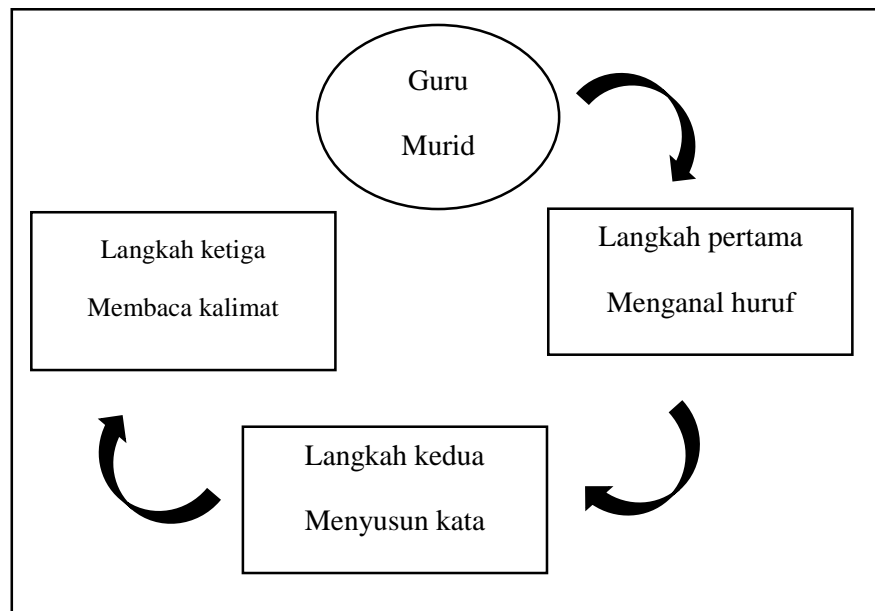 Guru
Murid
Langkah pertama
Menganal huruf
Langkah kedua
Menyusun kata
Langkah ketiga
Membaca kalimat